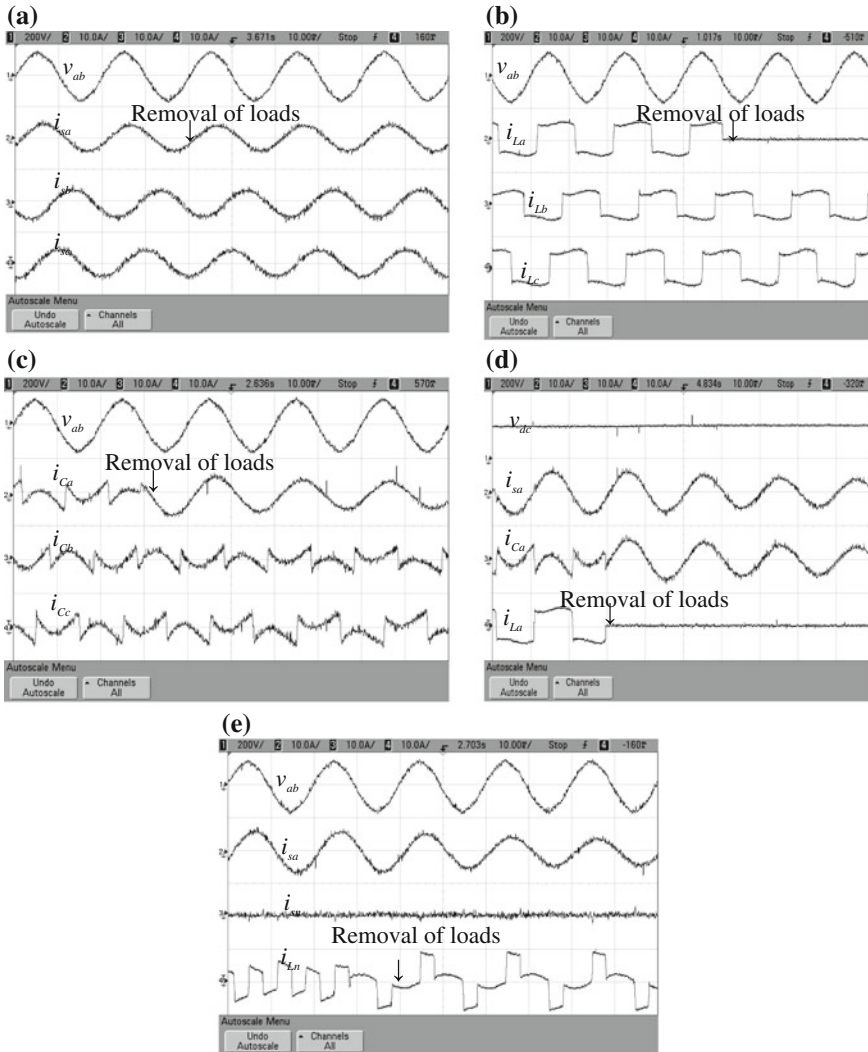 (a)
1 200V/ 2 10.0A/ 3 10.0A/ 4 10.0A/ 3.671s 10.00㎳/ Stop 4 160㎷
v_ab
Removal of loads
i_sa
i_sb
Autoscale Menu
Undo Autoscale
Channels All
(b)
1 200V/ 2 10.0A/ 3 10.0A/ 4 10.0A/ 1.017s 10.00㎳/ Stop 4 -510㎷
v_ab
Removal of loads
i_La
i_Lb
i_Lc
Autoscale Menu
Undo Autoscale
Channels All
(c)
1 200V/ 2 10.0A/ 3 10.0A/ 4 10.0A/ 2.636s 10.00㎳/ Stop 4 570㎷
v_ab
Removal of loads
i_Ca
i_Cb
i_Cc
Autoscale Menu
Undo Autoscale
Channels All
(d)
1 200V/ 2 10.0A/ 3 10.0A/ 4 10.0A/ 4.834s 10.00㎳/ Stop 4 -320㎷
v_dc
i_sa
i_Ca
Removal of loads
i_La
Autoscale Menu
Undo Autoscale
Channels All
(e)
1 200V/ 2 10.0A/ 3 10.0A/ 4 10.0A/ 2.703s 10.00㎳/ Stop 4 -160㎷
v_ab
i_sa
i_sn
Removal of loads
i_Ln
Autoscale Menu
Undo Autoscale
Channels All